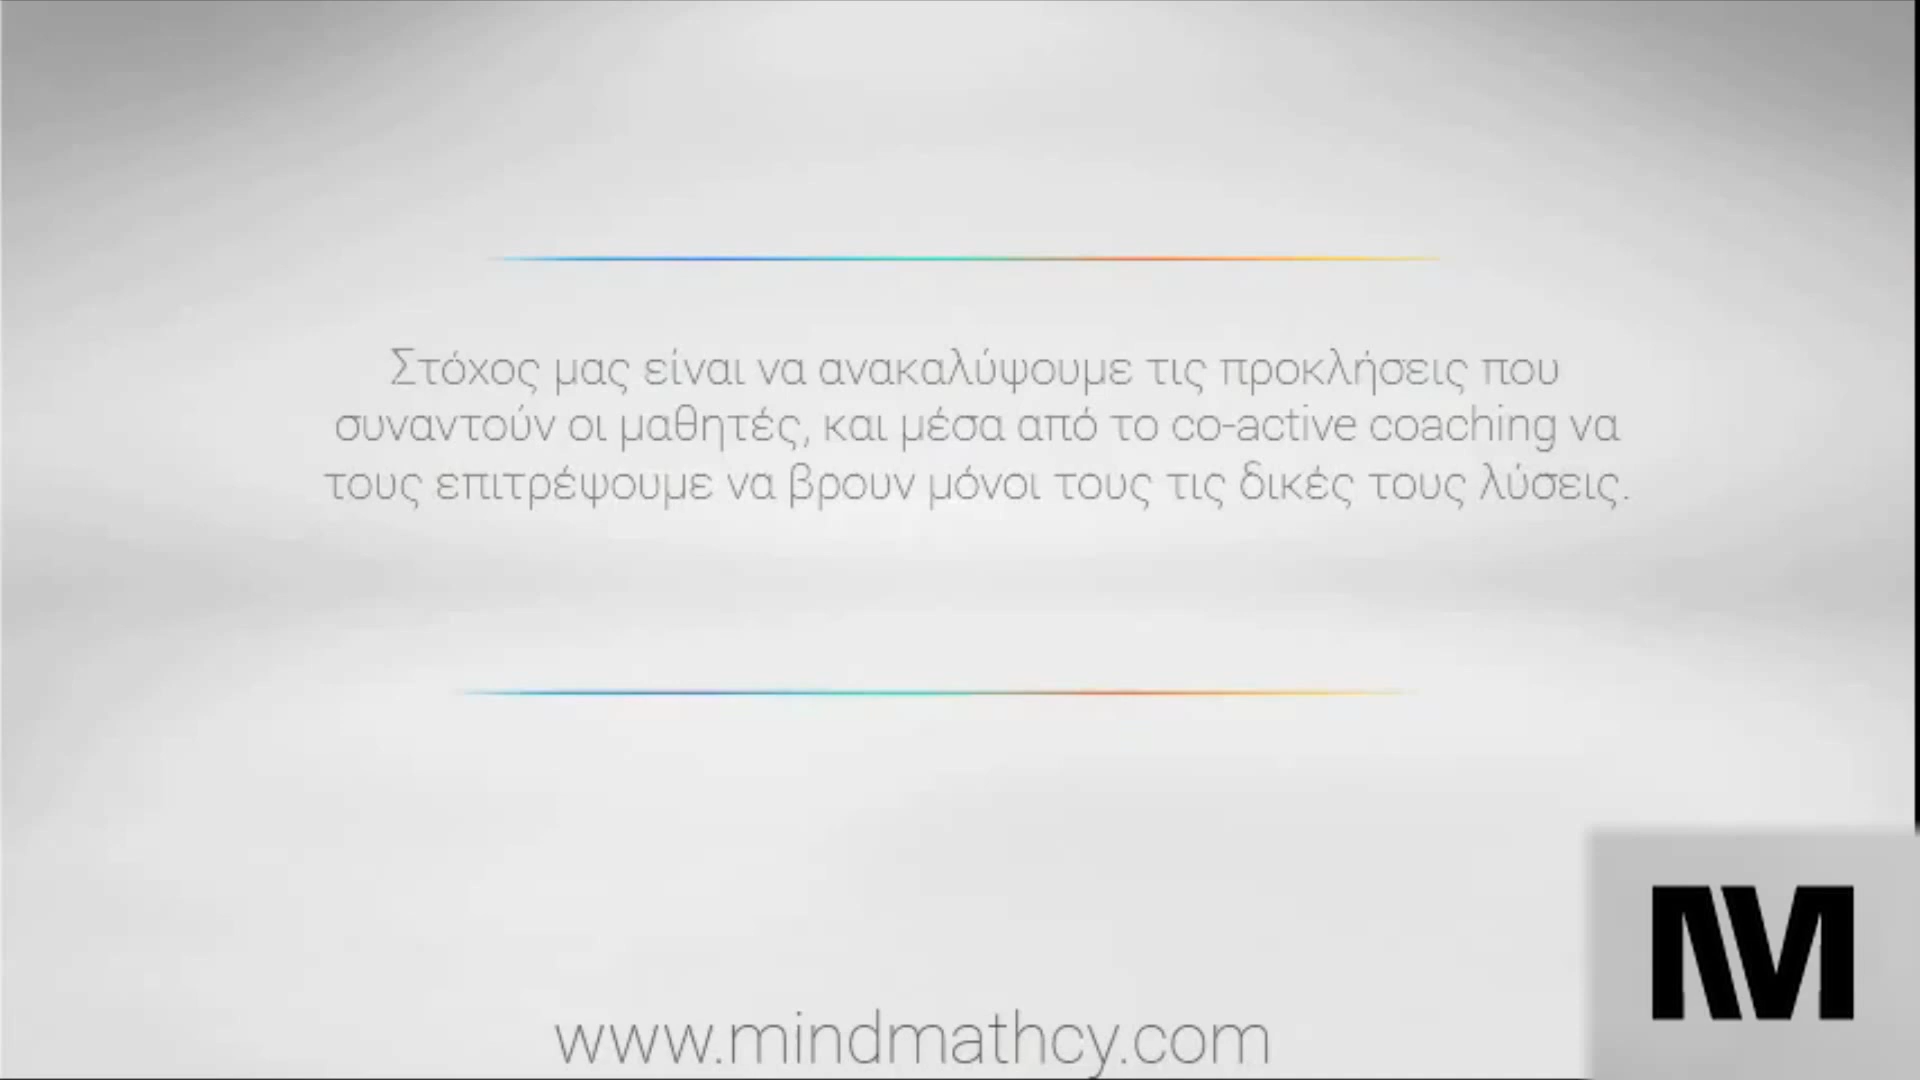 Στόχος μας είναι να ανακαλύψουμε τις προκλήσεις που
συναντούν οι μαθητές, και μέσα από το co-active coaching να
τους επιτρέψουμε να βρουν μόνοι τους τις δικές τους λύσεις.
M
www.mindmathcy.com